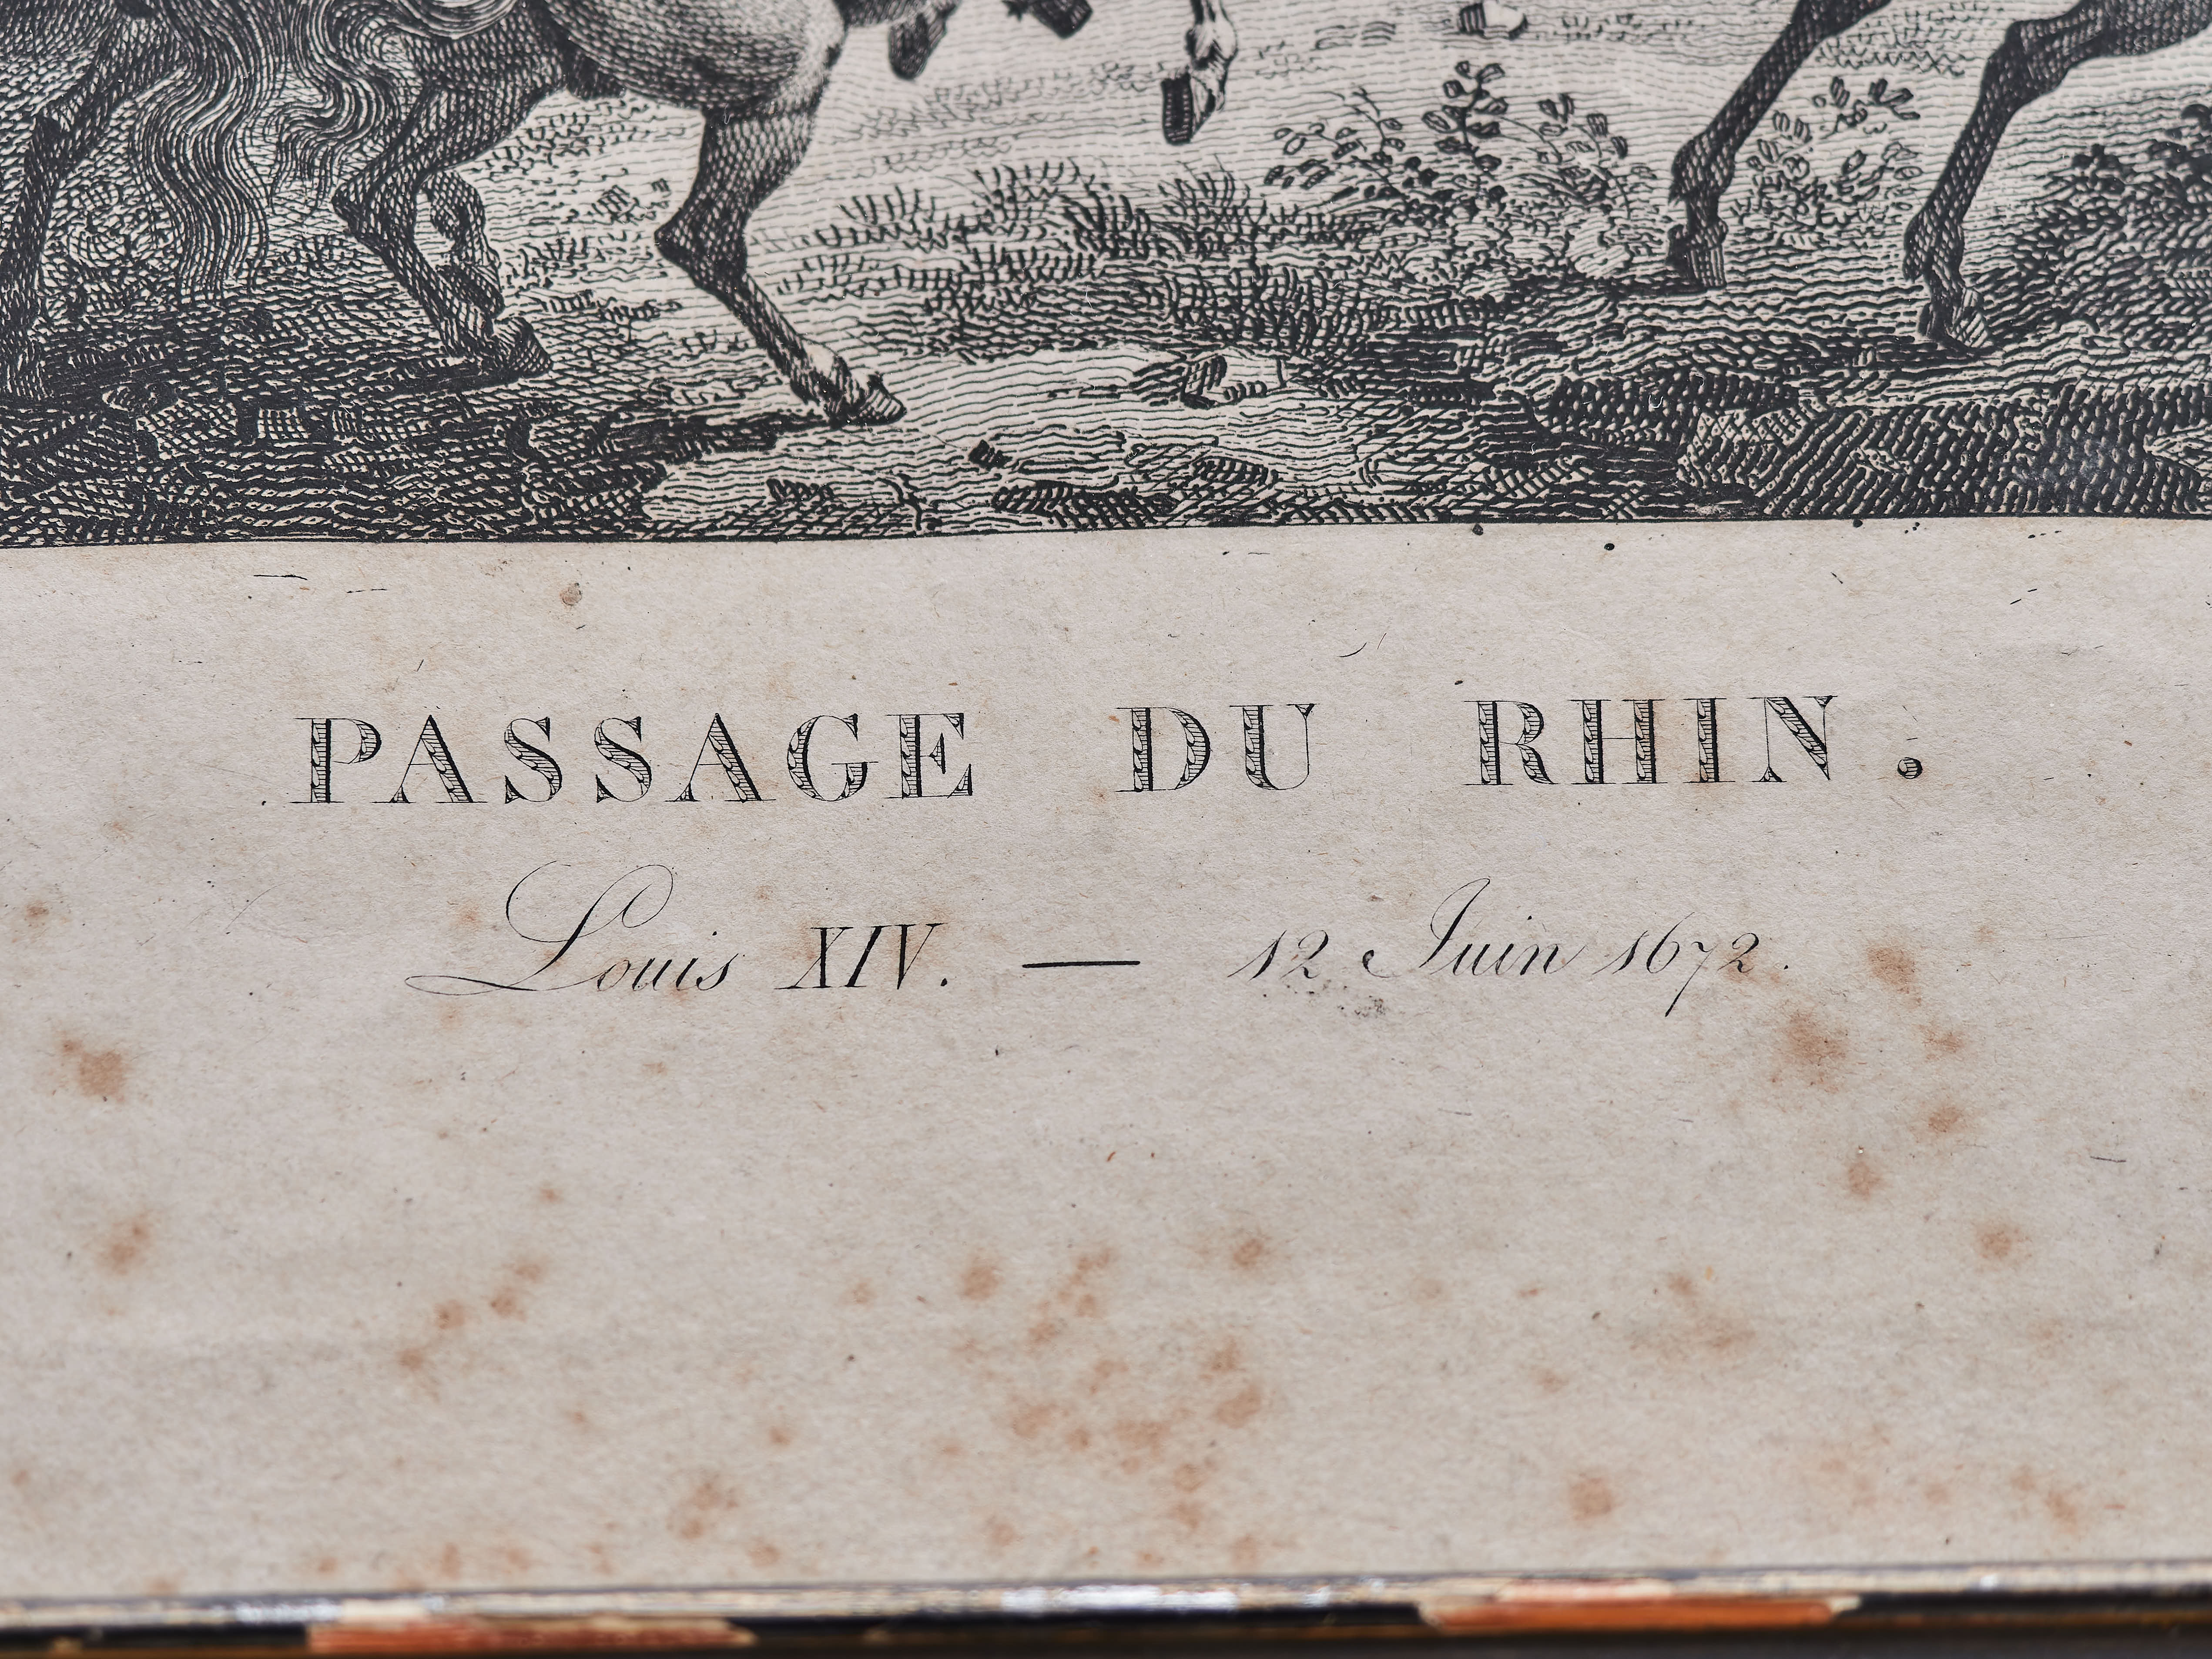 PASSAGE DU RHIN.
Louis XIV. — 12 Juin 1672.